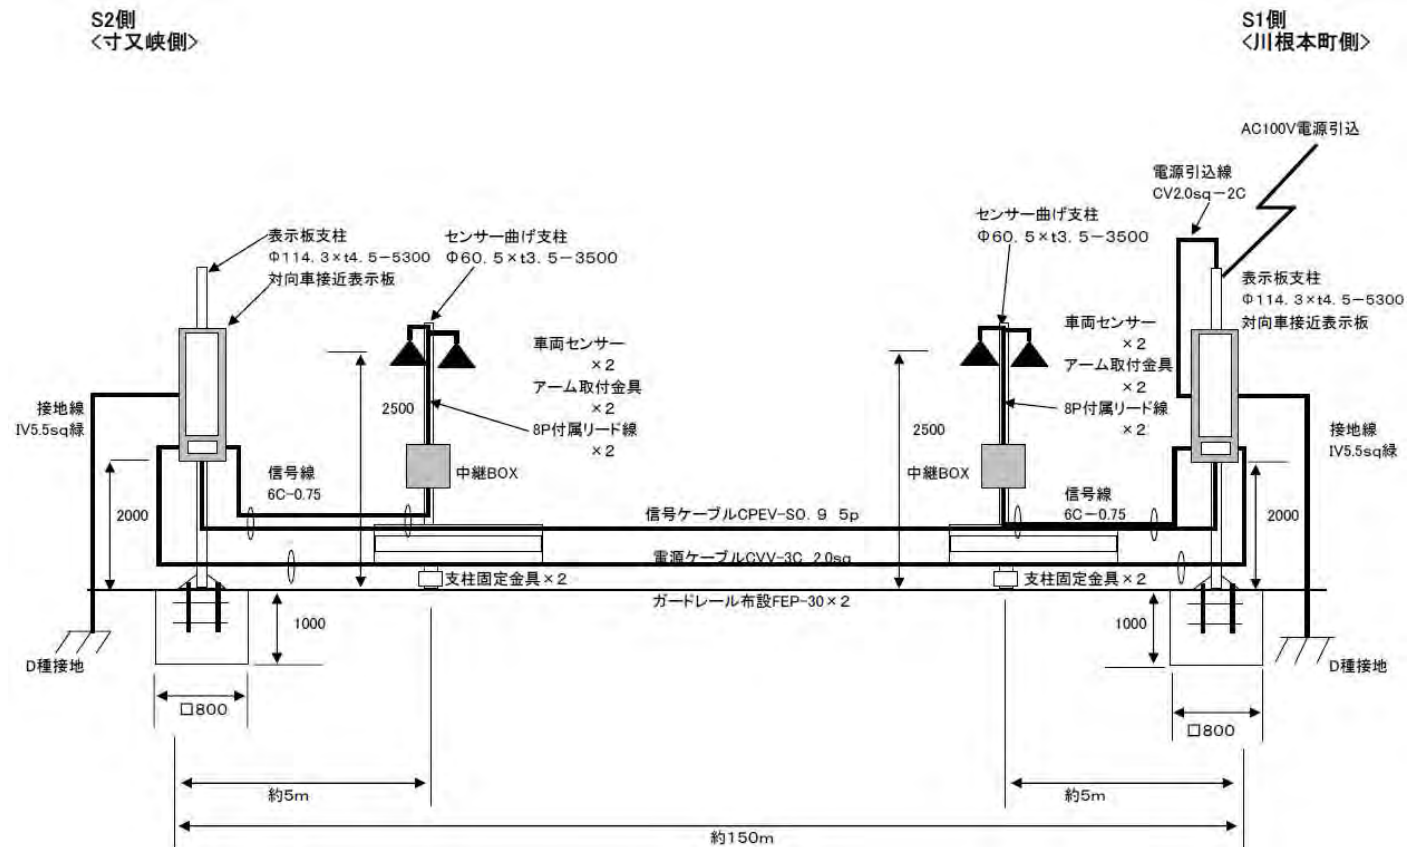 S2側
<寸又峡側>
S1側
<川根本町側>
AC100V電源引込
電源引込線
CV2.0sq-2C
表示板支柱
Φ114. 3×t4. 5-5300
対向車接近表示板
センサー曲げ支柱
Φ60. 5×t3. 5-3500
センサー曲げ支柱
Φ60. 5×t3. 5-3500
表示板支柱
Φ114. 3×t4. 5-5300
対向車接近表示板
車両センサー
×2
アーム取付金具
×2
8P付属リード線
×2
車両センサー
×2
アーム取付金具
×2
8P付属リード線
×2
接地線
IV5.5sq緑
2500
2500
接地線
IV5.5sq緑
信号線
6C-0.75
中継BOX
中継BOX
信号線
6C-0.75
2000
信号ケーブルCPEV-S0. 9 5p
2000
電源ケーブルCVV-3C 2.0sq
支柱固定金具×2
支柱固定金具×2
ガードレール布設FEP-30×2
1000
1000
D種接地
D種接地
□800
□800
約5m
約5m
約150m